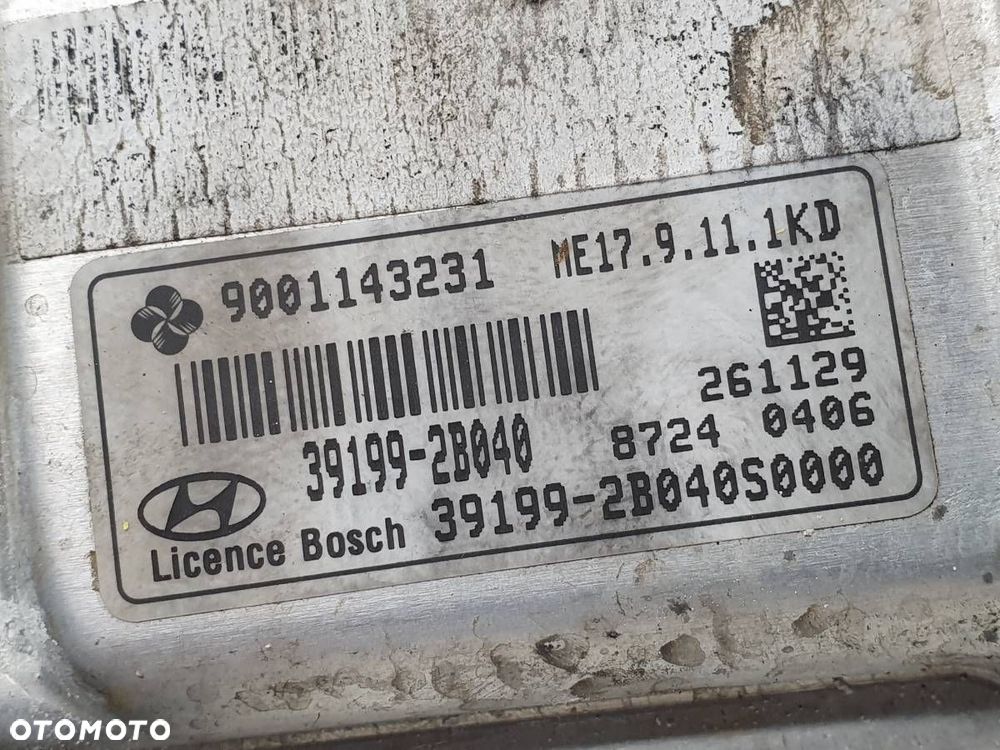 9001143231 ME17.9.11.1KD
261129
39199-2B040 8724 0406
Licence Bosch 39199-2B040S0000
OTOMOTO